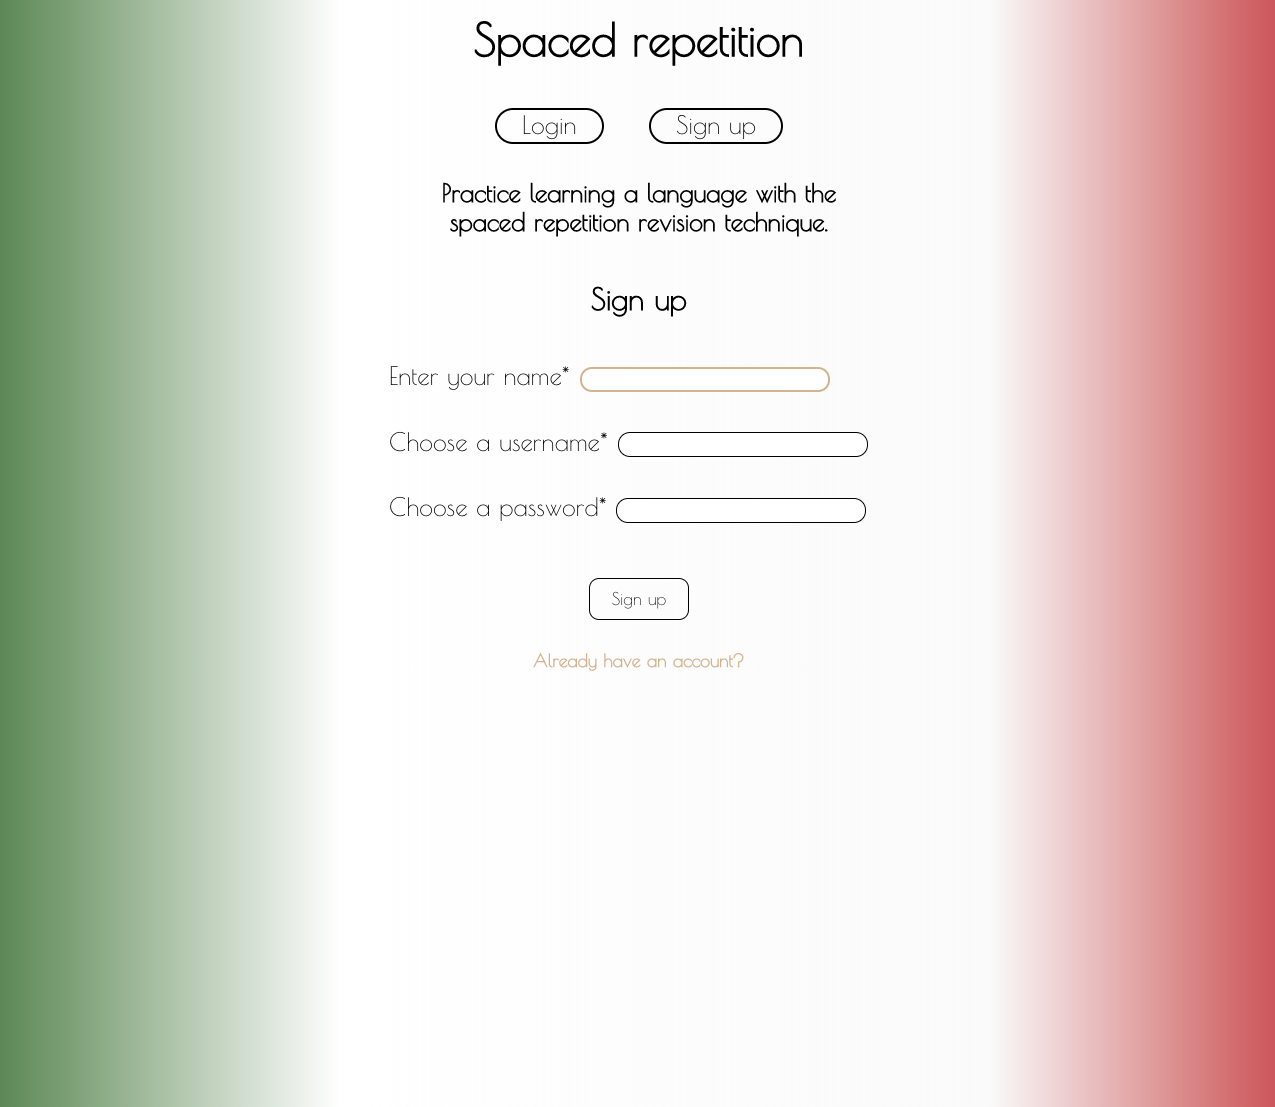 Spaced repetition
Login
Sign up
Practice learning a language with the
spaced repetition revision technique.
Sign up
Enter your name*
Choose a username*
Choose a password*
Sign up
Already have an account?